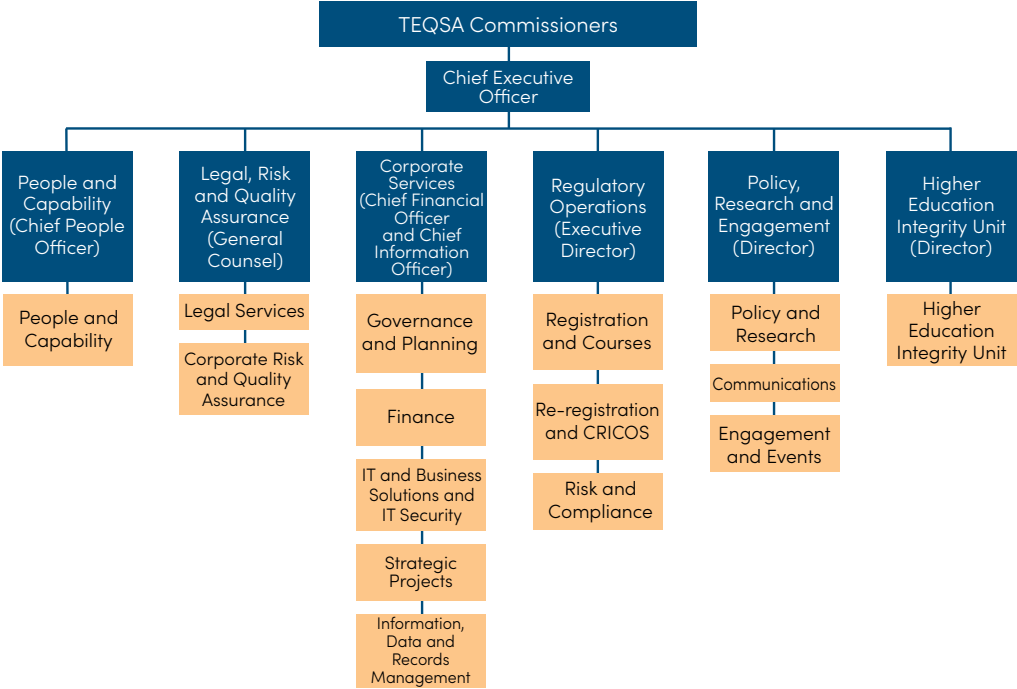 TEQSA Commissioners
Chief Executive
Officer
People and
Capability
(Chief People
Officer)
Legal, Risk
and Quality
Assurance
(General
Counsel)
Corporate
Services
(Chief Financial
Officer
and Chief
Information
Officer)
Regulatory
Operations
(Executive
Director)
Policy,
Research and
Engagement
(Director)
Higher
Education
Integrity Unit
(Director)
People and
Capability
Legal Services
Corporate Risk
and Quality
Assurance
Governance
and Planning
Finance
IT and Business
Solutions and
IT Security
Strategic
Projects
Information,
Data and
Records
Management
Registration
and Courses
Re-registration
and CRICOS
Risk and
Compliance
Policy and
Research
Communications
Engagement
and Events
Higher
Education
Integrity Unit